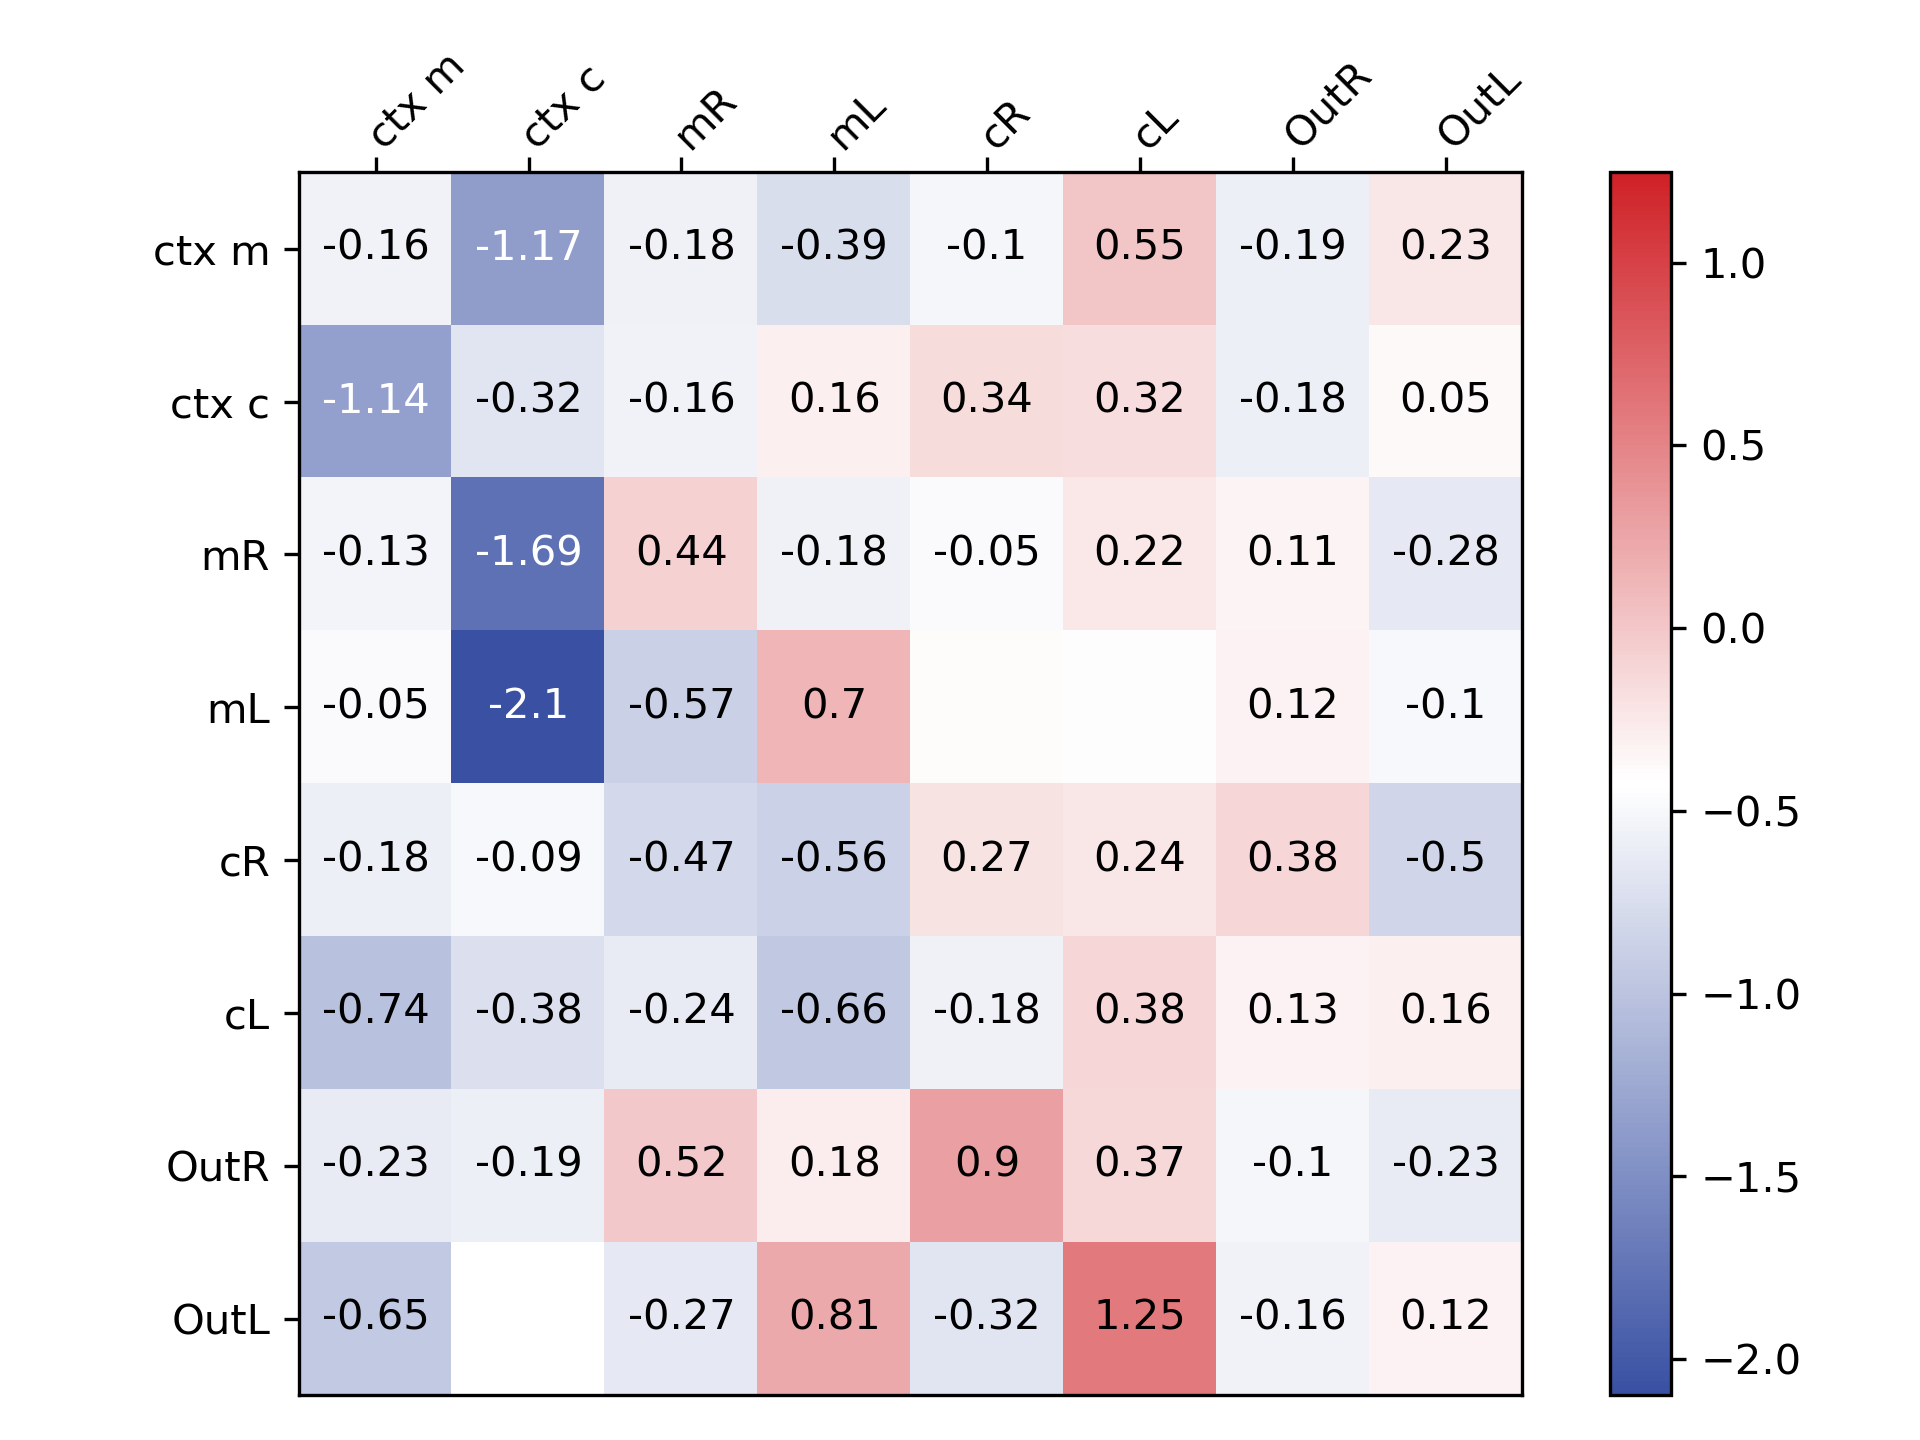 ctx m ctx c mR mL cR cL OutR OutL
ctx m -0.16 -1.17 -0.18 -0.39 -0.1 0.55 -0.19 0.23
ctx c -1.14 -0.32 -0.16 0.16 0.34 0.32 -0.18 0.05
mR -0.13 -1.69 0.44 -0.18 -0.05 0.22 0.11 -0.28
mL -0.05 -2.1 -0.57 0.7 0.12 -0.1
cR -0.18 -0.09 -0.47 -0.56 0.27 0.24 0.38 -0.5
cL -0.74 -0.38 -0.24 -0.66 -0.18 0.38 0.13 0.16
OutR -0.23 -0.19 0.52 0.18 0.9 0.37 -0.1 -0.23
OutL -0.65 -0.27 0.81 -0.32 1.25 -0.16 0.12
1.0
0.5
0.0
−0.5
−1.0
−1.5
−2.0